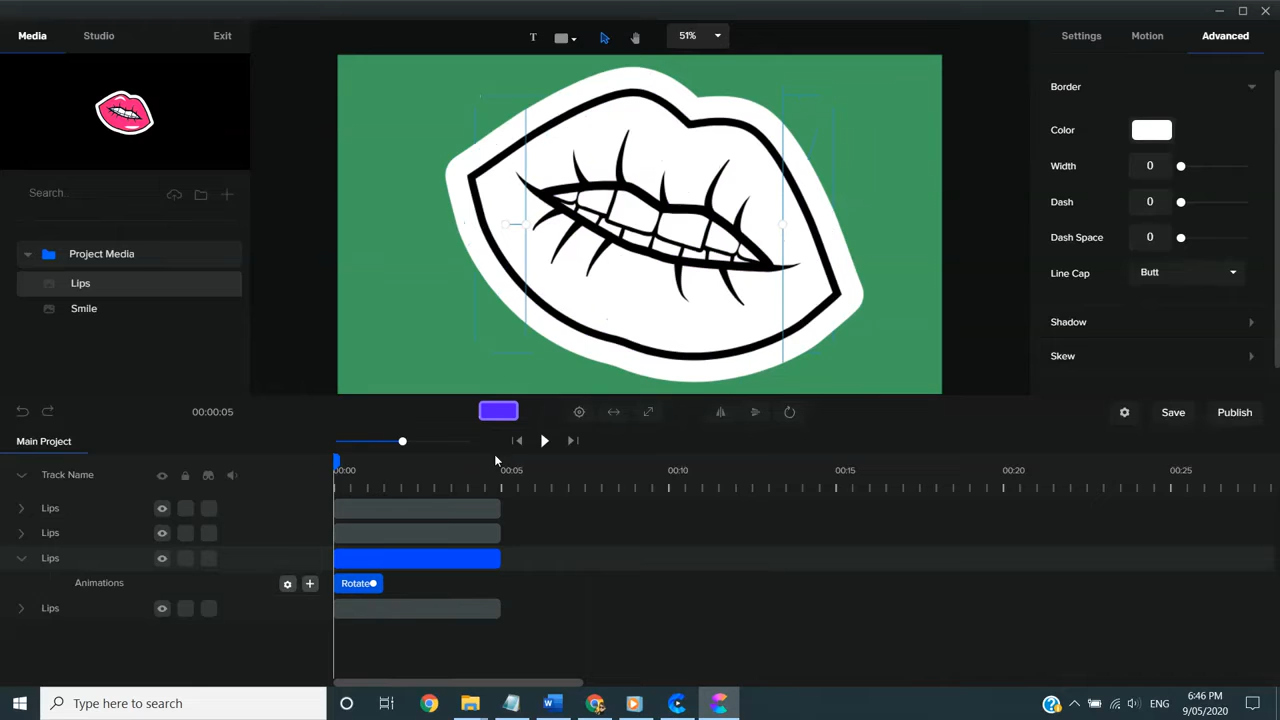 Media
Studio
Exit
T
51%
Settings
Motion
Advanced
Border
Color
Width
0
Dash
0
Dash Space
0
Line Cap
Butt
Shadow
Skew
Search...
Project Media
Lips
Smile
00:00:05
Save
Publish
Main Project
Track Name
00:00
00:05
00:10
00:15
00:20
00:25
Lips
Lips
Lips
Animations
Rotate
Lips
Type here to search
ENG
6:46 PM
9/05/2020